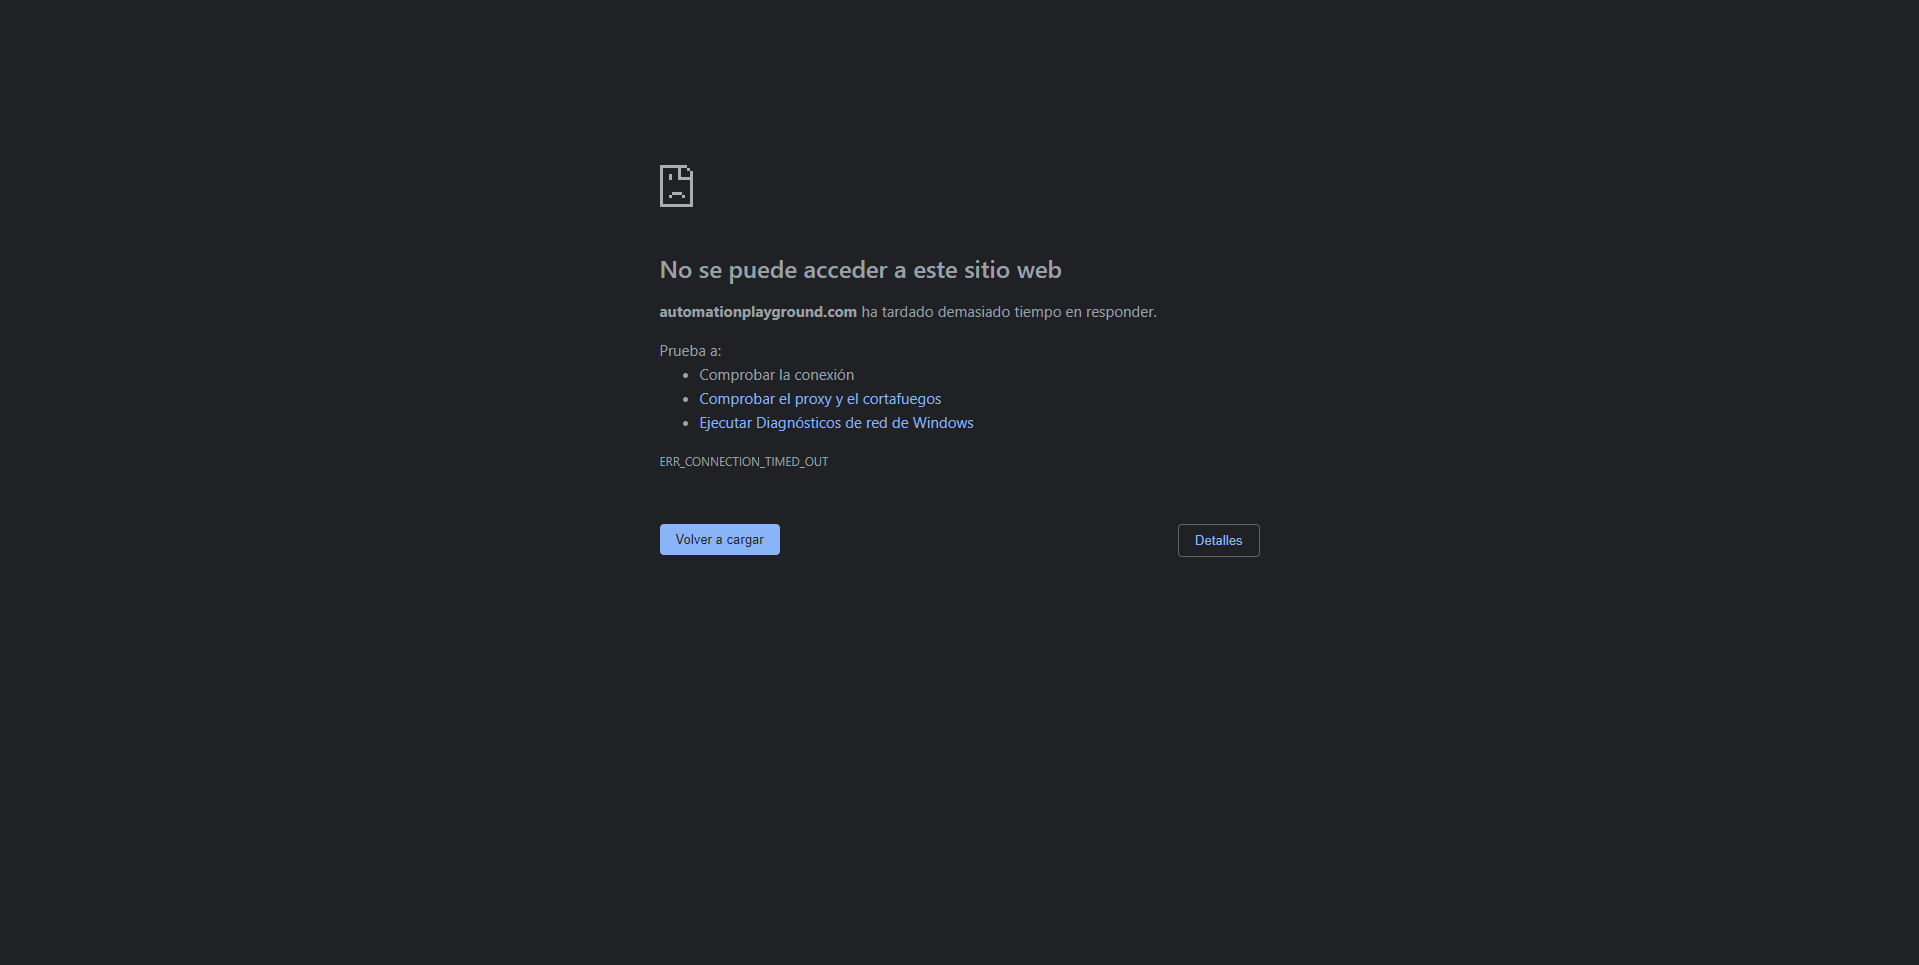 No se puede acceder a este sitio web
automationplayground.com ha tardado demasiado tiempo en responder.
Prueba a:
• Comprobar la conexión
• Comprobar el proxy y el cortafuegos
• Ejecutar Diagnósticos de red de Windows
ERR_CONNECTION_TIMED_OUT
Volver a cargar
Detalles